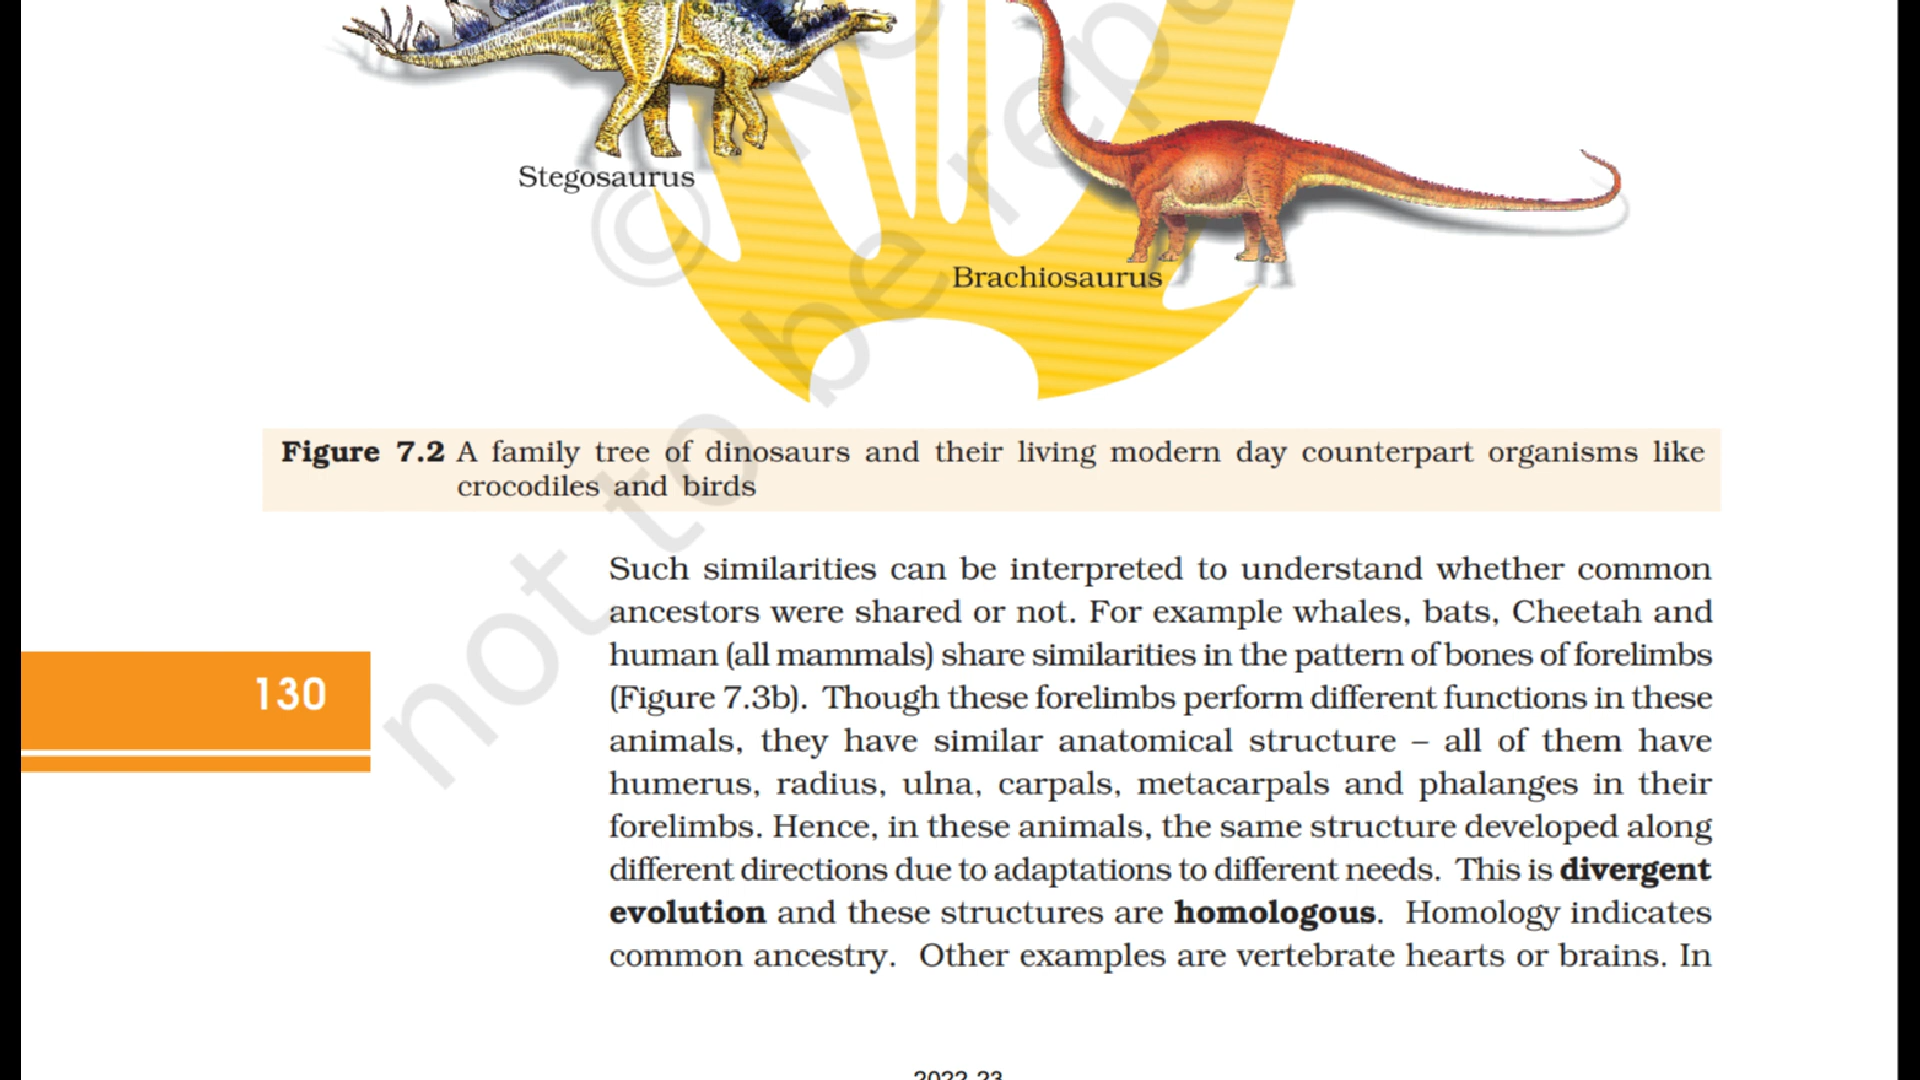 Stegosaurus
Brachiosaurus
Figure 7.2 A family tree of dinosaurs and their living modern day counterpart organisms like
crocodiles and birds
Such similarities can be interpreted to understand whether common
ancestors were shared or not. For example whales, bats, Cheetah and
human (all mammals) share similarities in the pattern of bones of forelimbs
(Figure 7.3b). Though these forelimbs perform different functions in these
animals, they have similar anatomical structure – all of them have
humerus, radius, ulna, carpals, metacarpals and phalanges in their
forelimbs. Hence, in these animals, the same structure developed along
different directions due to adaptations to different needs. This is divergent
evolution and these structures are homologous. Homology indicates
common ancestry. Other examples are vertebrate hearts or brains. In
130
not to be
©
2022-23